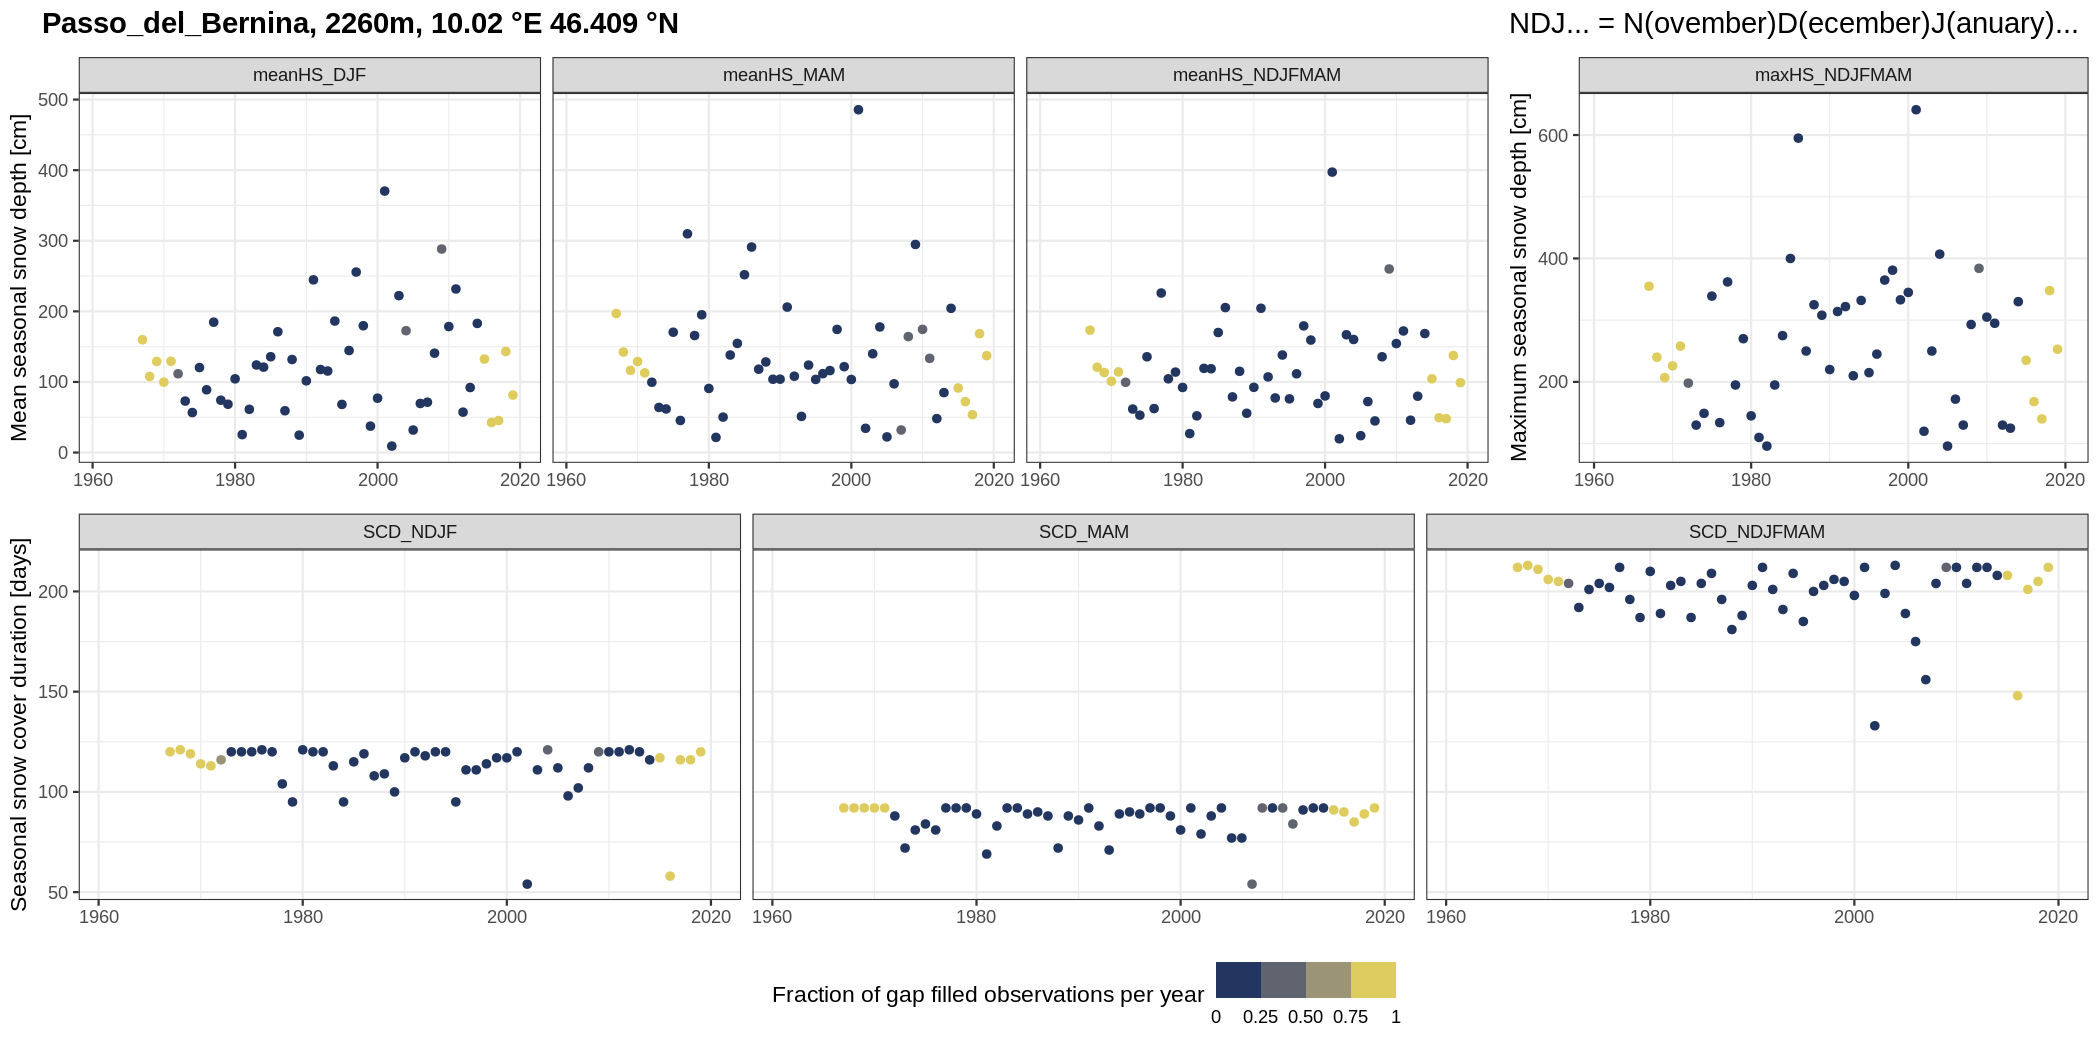 Passo_del_Bernina, 2260m, 10.02 °E 46.409 °N
NDJ... = N(ovember)D(ecember)J(anuary)...
meanHS_DJF
meanHS_MAM
meanHS_NDJFMAM
maxHS_NDJFMAM
Mean seasonal snow depth [cm]
500
400
300
200
100
0
1960 1980 2000 2020
1960 1980 2000 2020
1960 1980 2000 2020
Maximum seasonal snow depth [cm]
600
400
200
1960 1980 2000 2020
SCD_NDJF
SCD_MAM
SCD_NDJFMAM
Seasonal snow cover duration [days]
200
150
100
50
1960 1980 2000 2020
1960 1980 2000 2020
1960 1980 2000 2020
Fraction of gap filled observations per year
0 0.25 0.50 0.75 1